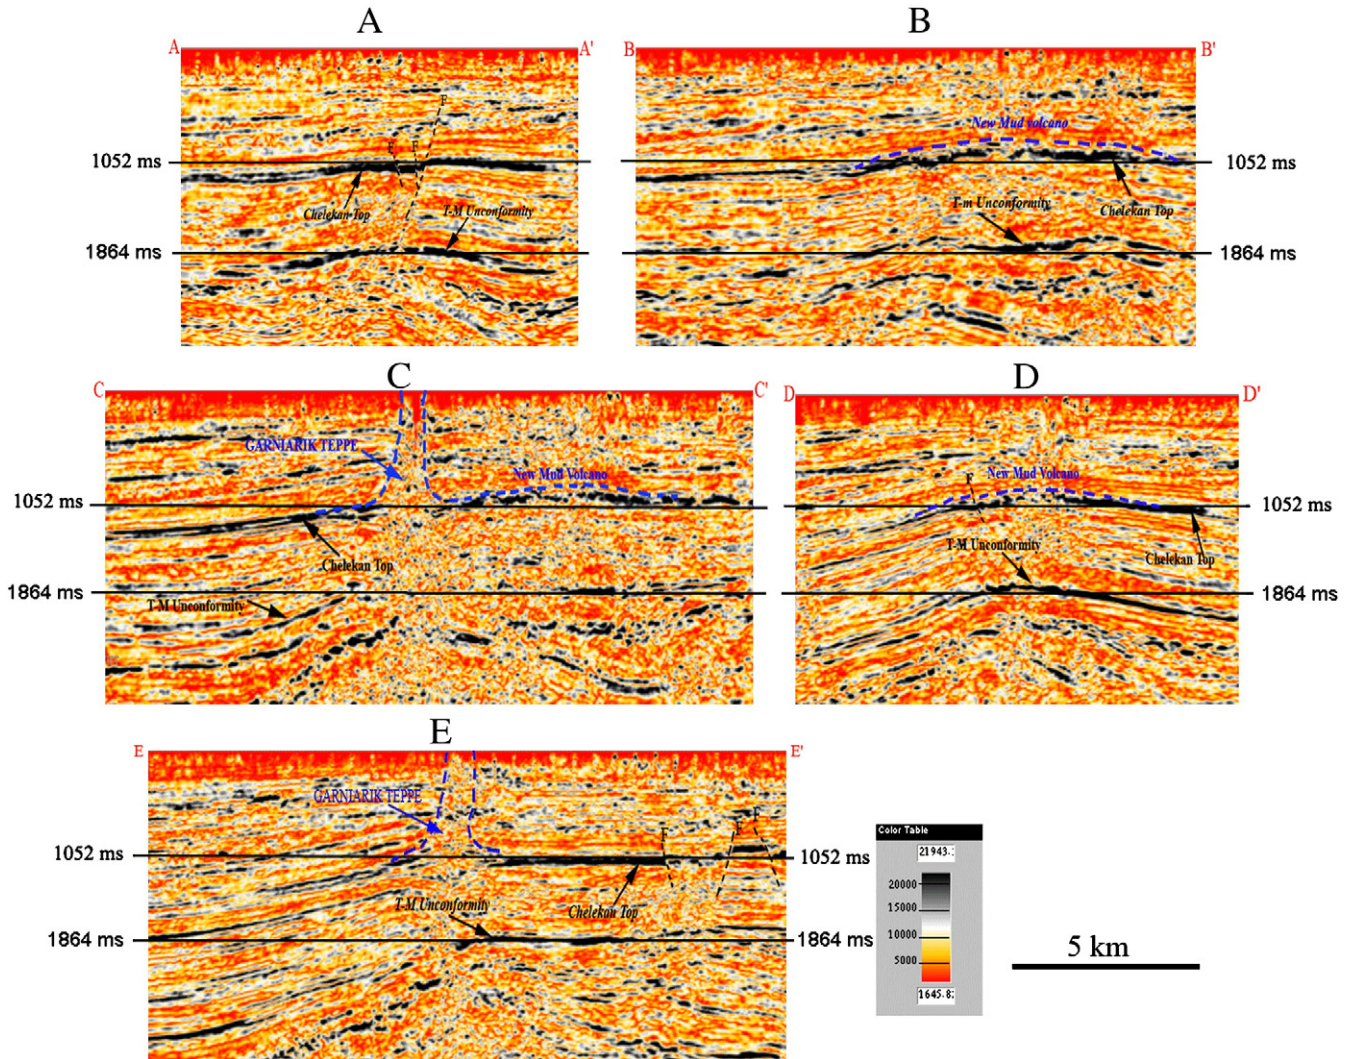 A
B
A
A'
B
B'
F
New Mud volcano
F
F
1052 ms
1052 ms
Chelekan Top
T-M Unconformity
T-m Unconformity
Chelekan Top
1864 ms
1864 ms
C
D
C
C'
D
D'
GARNIARIK TEPPE
New Mud Volcano
New Mud Volcano
F
1052 ms
1052 ms
Chelekan Top
T-M Unconformity
Chelekan Top
1864 ms
1864 ms
T-M Unconformity
E
E
E'
GARNIARIK TEPPE
F
F
F
1052 ms
1052 ms
Color Table
21943.
20000
15000
10000
5000
1645.8
T-M Unconformity
Chelekan Top
1864 ms
1864 ms
5 km